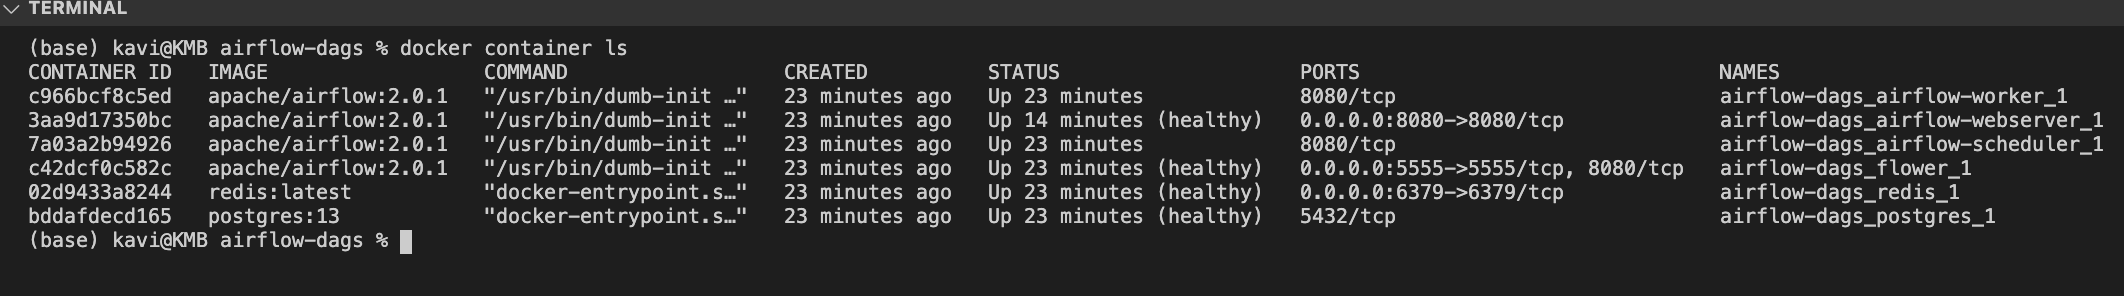 TERMINAL
(base) kavi@KMB airflow-dags % docker container ls
CONTAINER ID   IMAGE                  COMMAND                  CREATED          STATUS                    PORTS                              NAMES
c966bcf8c5ed   apache/airflow:2.0.1   "/usr/bin/dumb-init …"   23 minutes ago   Up 23 minutes             8080/tcp                           airflow-dags_airflow-worker_1
3aa9d17350bc   apache/airflow:2.0.1   "/usr/bin/dumb-init …"   23 minutes ago   Up 14 minutes (healthy)   0.0.0.0:8080->8080/tcp             airflow-dags_airflow-webserver_1
7a03a2b94926   apache/airflow:2.0.1   "/usr/bin/dumb-init …"   23 minutes ago   Up 23 minutes             8080/tcp                           airflow-dags_airflow-scheduler_1
c42dcf0c582c   apache/airflow:2.0.1   "/usr/bin/dumb-init …"   23 minutes ago   Up 23 minutes (healthy)   0.0.0.0:5555->5555/tcp, 8080/tcp   airflow-dags_flower_1
02d9433a8244   redis:latest           "docker-entrypoint.s…"   23 minutes ago   Up 23 minutes (healthy)   0.0.0.0:6379->6379/tcp             airflow-dags_redis_1
bddafdecd165   postgres:13            "docker-entrypoint.s…"   23 minutes ago   Up 23 minutes (healthy)   5432/tcp                           airflow-dags_postgres_1
(base) kavi@KMB airflow-dags %